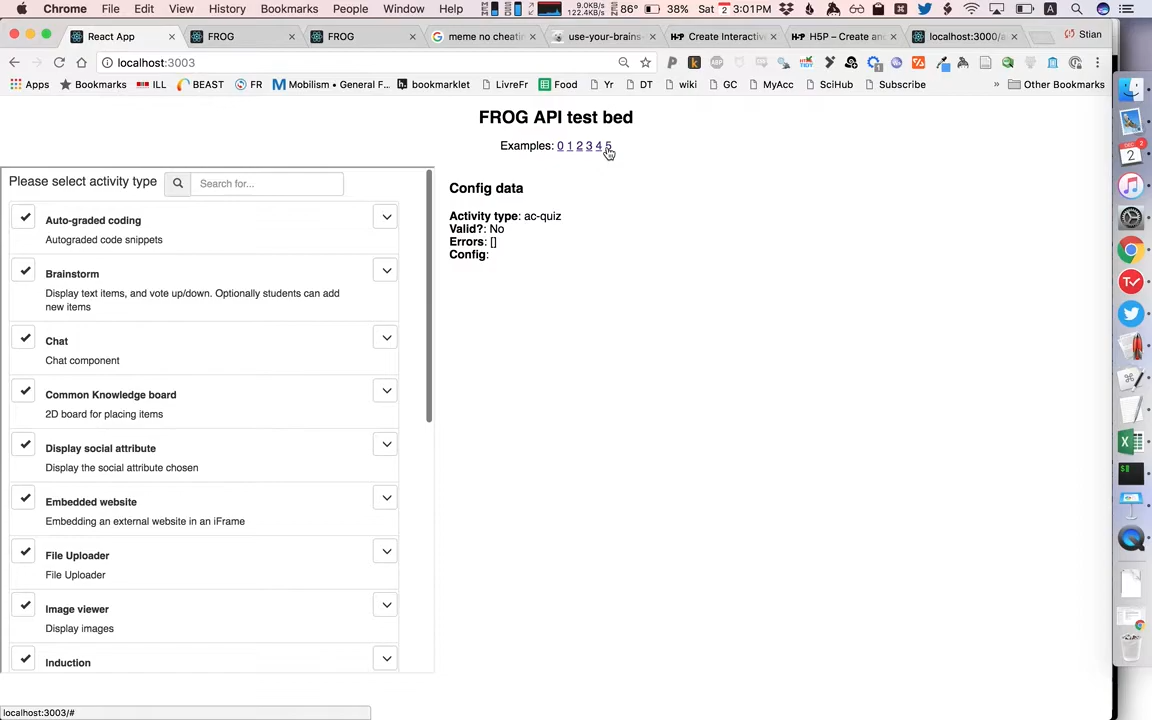 Chrome File Edit View History Bookmarks People Window Help 9.0KB/s 122.4KB/s 86° 38% Sat 2 3:01PM
React App FROG FROG meme no cheatin use-your-brains- Create Interactive H5P – Create and localhost:3000/a Stian
localhost:3003
Apps Bookmarks ILL BEAST FR Mobilism • General F... bookmarklet LivreFr Food Yr DT wiki GC MyAcc SciHub Subscribe » Other Bookmarks
FROG API test bed
Examples: 0 1 2 3 4 5
Please select activity type Search for...
Auto-graded coding
Autograded code snippets
Brainstorm
Display text items, and vote up/down. Optionally students can add
new items
Chat
Chat component
Common Knowledge board
2D board for placing items
Display social attribute
Display the social attribute chosen
Embedded website
Embedding an external website in an iFrame
File Uploader
File Uploader
Image viewer
Display images
Induction
Config data
Activity type: ac-quiz
Valid?: No
Errors: []
Config:
localhost:3003/#